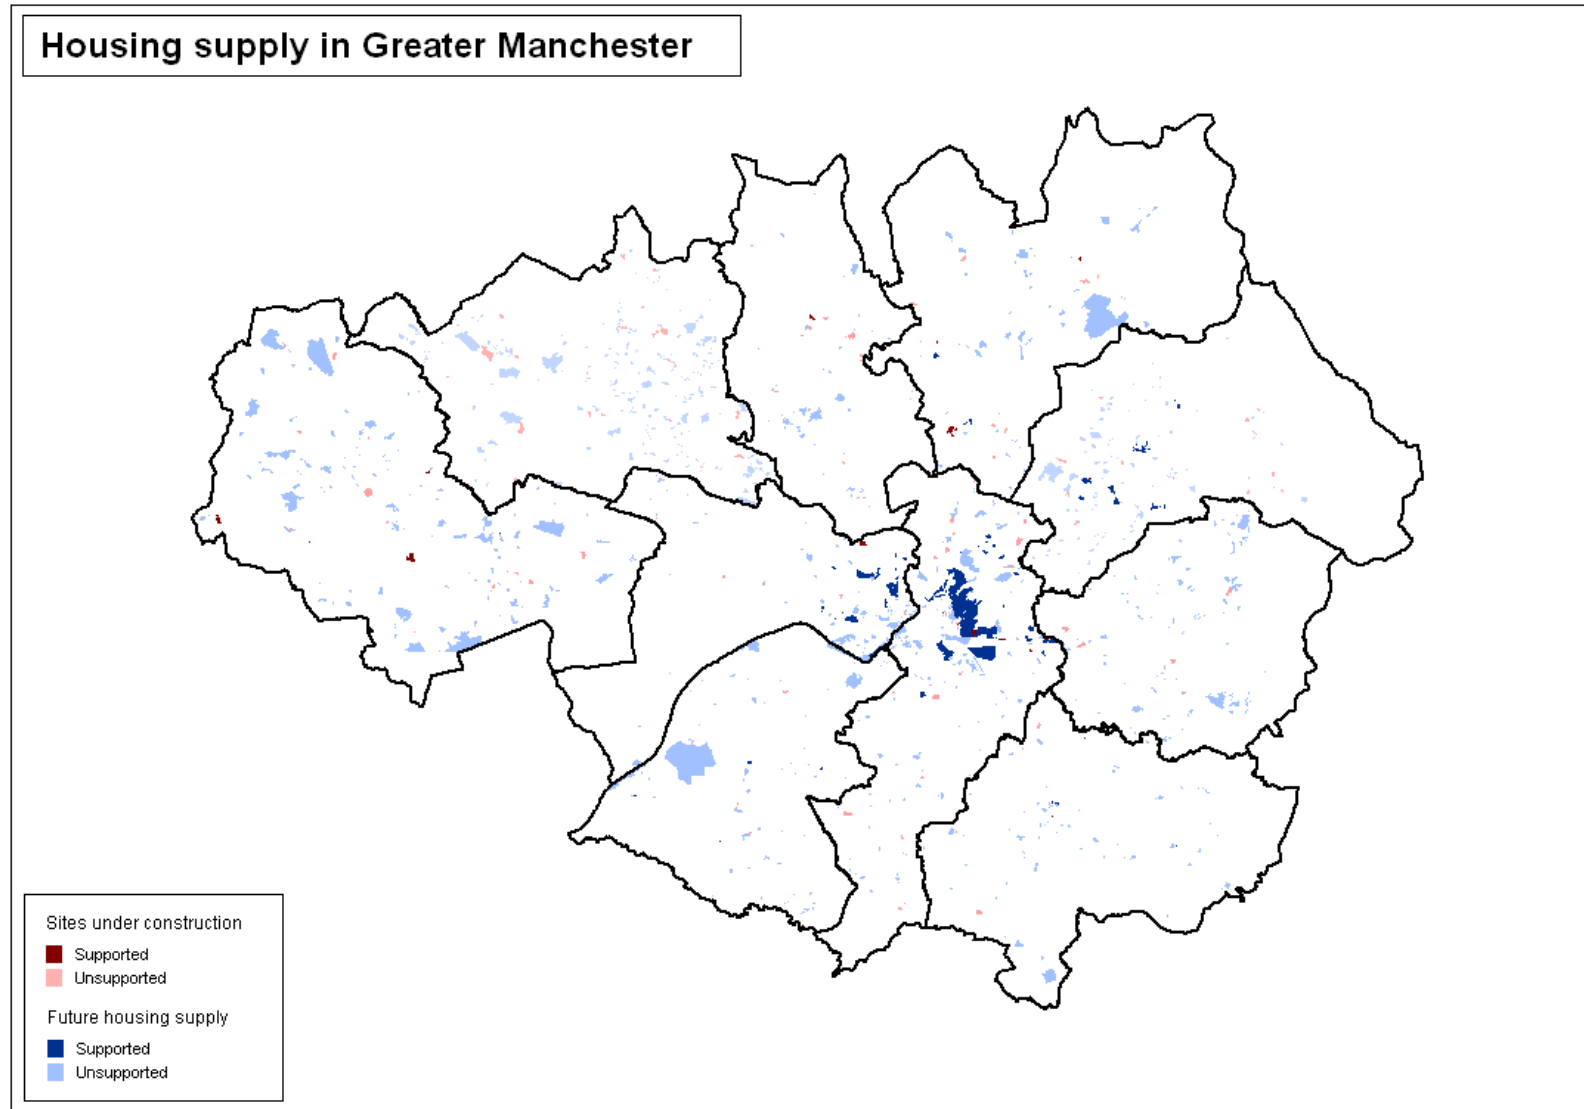 Housing supply in Greater Manchester
Sites under construction
Supported
Unsupported
Future housing supply
Supported
Unsupported